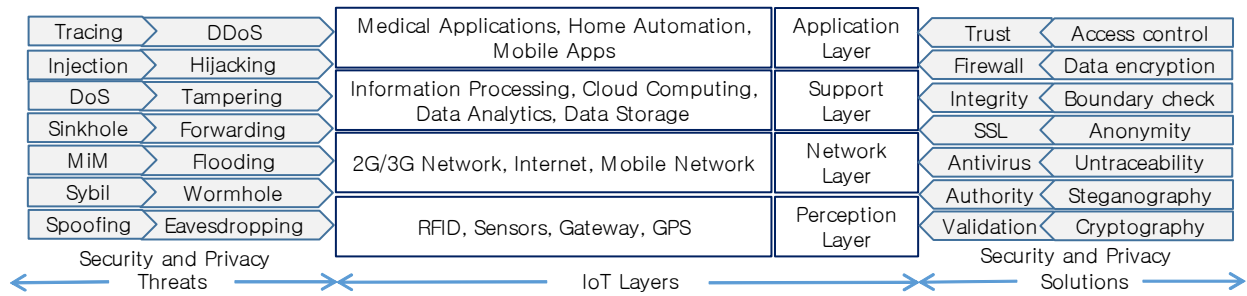 Tracing DDoS
Injection Hijacking
DoS Tampering
Sinkhole Forwarding
MiM Flooding
Sybil Wormhole
Spoofing Eavesdropping
Security and Privacy
Threats
Medical Applications, Home Automation,
Mobile Apps
Application
Layer
Information Processing, Cloud Computing,
Data Analytics, Data Storage
Support
Layer
2G/3G Network, Internet, Mobile Network
Network
Layer
RFID, Sensors, Gateway, GPS
Perception
Layer
IoT Layers
Trust Access control
Firewall Data encryption
Integrity Boundary check
SSL Anonymity
Antivirus Untraceability
Authority Steganography
Validation Cryptography
Security and Privacy
Solutions